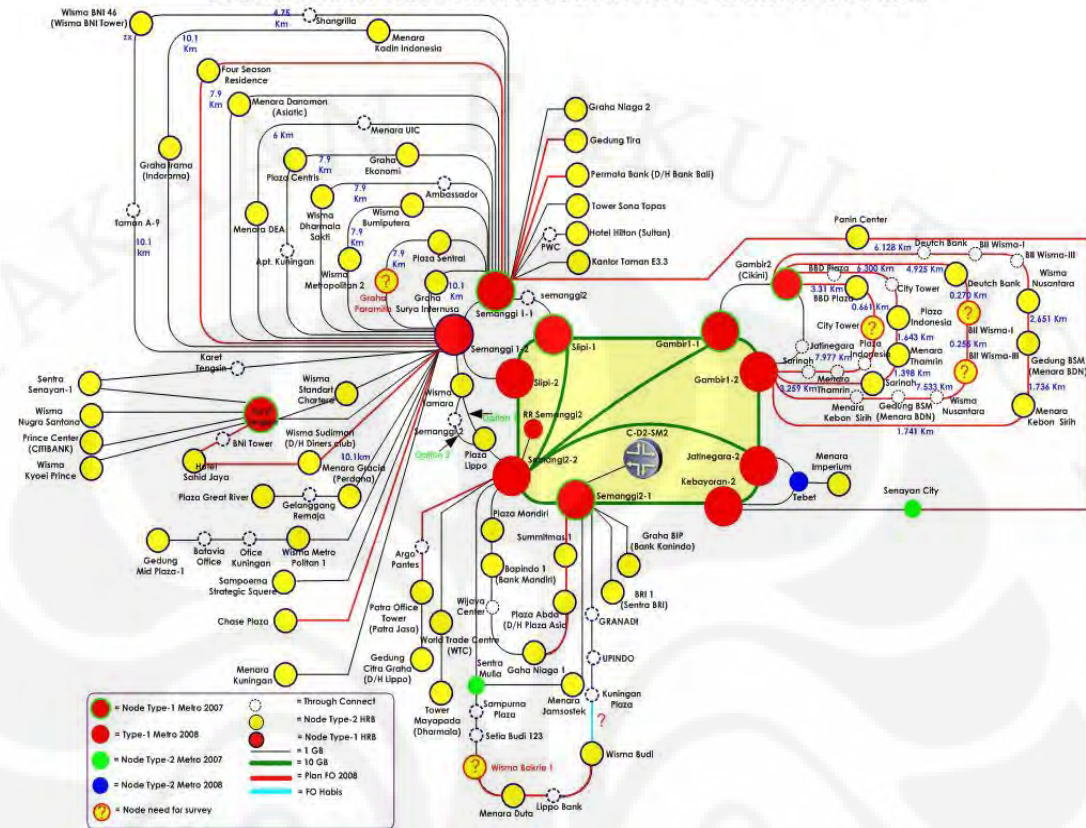 Wisma BNI 46
(Wisma BNI Tower)
zx
4.75
Km
Shangrilla
10.1
Km
Menara
Kadin Indonesia
Four Season
Residence
7.9
Km
Menara Danamon
(Asiatic)
6 Km
Menara UIC
Graha Irama
(Indorama)
Plaza Centris
7.9
Km
Graha
Ekonomi
Taman A-9
10.1
Km
Menara DEA
Apt. Kuningan
Wisma
Dharmala
Sakti
7.9
Km
Ambassador
Wisma
Bumiputera
Wisma
Metropolitan 2
7.9
Km
7.9
Km
Plaza Sentral
?
Graha
Paramita
10.1
Km
Graha
Surya Internusa
Graha Niaga 2
Gedung Tira
Permata Bank (D/H Bank Bali)
Tower Sona Topas
Hotel Hilton (Sultan)
PWC
Kantor Taman E3.3
Semanggi 1-1
semanggi2
Semanggi 1-2
Slipi-1
Slipi-2
Gambir1-1
Gambir1-2
Panin Center
Gambir2
(Cikini)
6.128 Km
Deutch Bank
BII Wisma-I
BII Wisma-III
BBD Plaza
6.300 Km
4.925 Km
City Tower
Deutch Bank
Wisma
Nusantara
3.31 Km
BBD Plaza
0.661 Km
0.270 Km
?
Plaza
Indonesia
2.651 Km
City Tower
?
BII Wisma-I
1.643 Km
Jatinegara
Plaza
Indonesia
0.255 Km
Menara
Thamrin
BII Wisma-III
?
Gedung BSM
(Menara BDN)
Sarinah
7.977 Km
1.398 Km
3.259 Km
Menara
Thamrin
Sarinah
7.533 Km
1.736 Km
Menara
Kebon Sirih
Gedung BSM
(Menara BDN)
Wisma
Nusantara
Menara
Kebon Sirih
1.741 Km
Karet
Tengsin
Sentra
Senayan-1
Wisma
Nugra Santana
Prince Center
(CITIBANK)
Wisma
Kyoei Prince
Wisma
Standart
Chartere
BNI Tower
Wisma Sudirman
(D/H Diners club)
Hotel
Sahid Jaya
10.1km
Menara Gracia
(Perdana)
Plaza Great River
Gelanggang
Remaja
Gedung
Mid Plaza-1
Batavia
Office
Ofice
Kuningan
Wisma Metro
Politan 1
Sampoerna
Strategic Squere
Chase Plaza
Menara
Kuningan
Wisma
Tamara
Semanggi 2
Option 2
Plaza
Lippo
RR Semanggi2
C-D2-SM2
Semangi2-2
Semanggi2-1
Jatinegara-2
Kebayoran-2
Menara
Imperium
Tebet
Senayan City
Plaza Mandiri
Summitmas 1
Graha BIP
(Bank Kanindo)
Argo
Pantes
Bapindo 1
(Bank Mandiri)
BRI 1
(Sentra BRI)
Patra Office
Tower
(Patra Jasa)
Wijaya
Center
Plaza Abda
(D/H Plaza Asia)
GRANADI
World Trade Centre
(WTC)
Gedung
Citra Graha
(D/H Lippo)
Sentra
Mulia
Gaha Niaga 1
UPINDO
Tower
Mayapada
(Dharmala)
Sampurna
Plaza
Menara
Jamsostek
Kuningan
Plaza
?
Setia Budi 123
?
Wisma Bakrie 1
Wisma Budi
Menara Duta
Lippo Bank
= Node Type-1 Metro 2007
= Type-1 Metro 2008
= Node Type-2 Metro 2007
= Node Type-2 Metro 2008
?
= Node need for survey
= Through Connect
= Node Type-2 HRB
= Node Type-1 HRB
= 1 GB
= 10 GB
= Plan FO 2008
= FO Habis